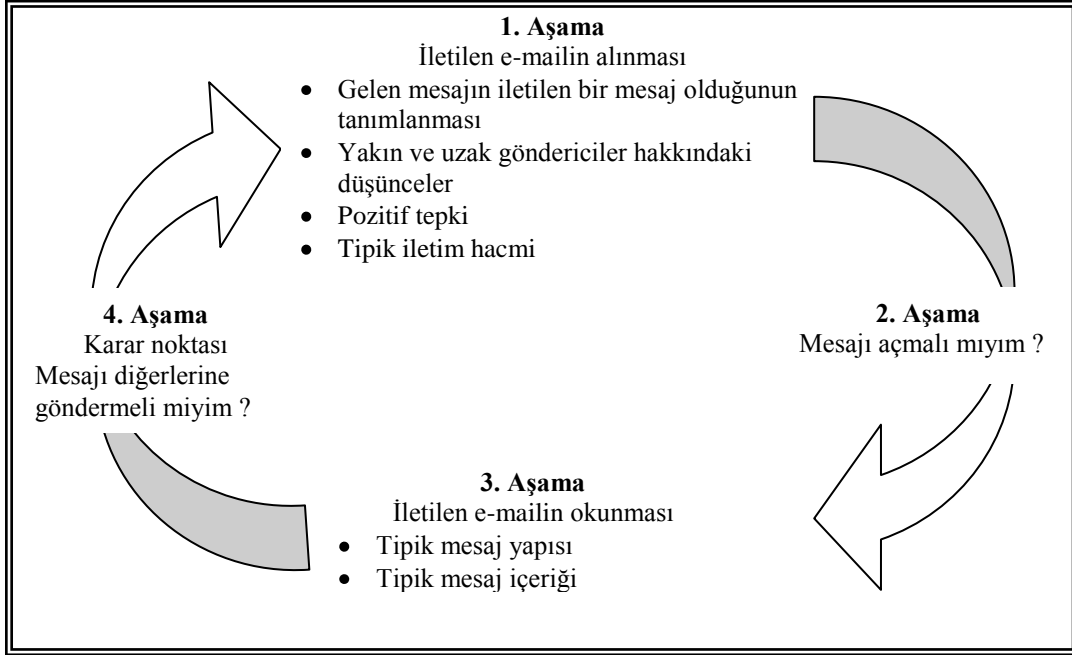 1. Aşama
İletilen e-mailin alınması
• Gelen mesajın iletilen bir mesaj olduğunun
tanımlanması
• Yakın ve uzak göndericiler hakkındaki
düşünceler
• Pozitif tepki
• Tipik iletim hacmi
2. Aşama
Mesajı açmalı mıyım ?
3. Aşama
İletilen e-mailin okunması
• Tipik mesaj yapısı
• Tipik mesaj içeriği
4. Aşama
Karar noktası
Mesajı diğerlerine
göndermeli miyim ?